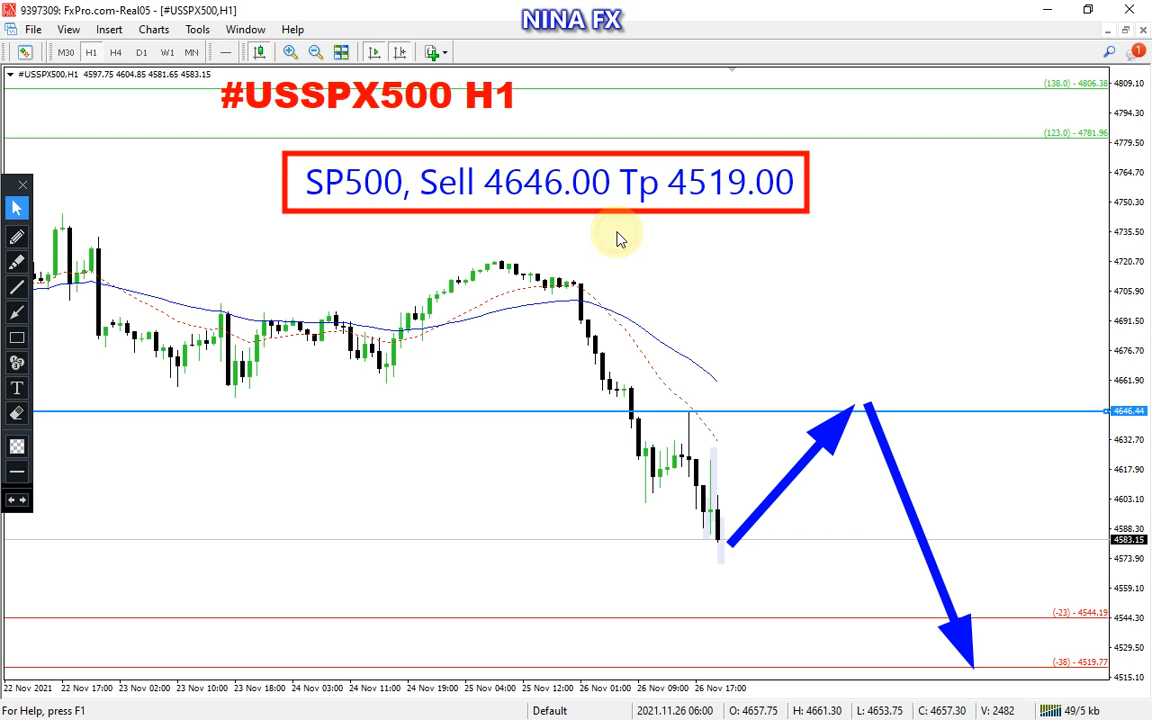 9397309: FxPro.com-Real05 - [#USSPX500,H1]
NINA FX
File View Insert Charts Tools Window Help
M30 H1 H4 D1 W1 MN
1
#USSPX500,H1 4597.75 4604.85 4581.65 4583.15
#USSPX500 H1
(138.0) - 4806.38
4809.10
4794.30
(123.0) - 4781.96
4779.50
SP500, Sell 4646.00 Tp 4519.00
4764.70
4750.30
4735.50
4720.70
4705.90
4691.50
4676.70
4661.90
4646.44
4632.70
4617.90
4603.10
4588.30
4583.15
4573.90
4559.10
(-23) - 4544.19
4544.30
4529.50
(-38) - 4519.77
4515.10
22 Nov 2021 22 Nov 17:00 23 Nov 02:00 23 Nov 10:00 23 Nov 18:00 24 Nov 03:00 24 Nov 11:00 24 Nov 19:00 25 Nov 04:00 25 Nov 12:00 26 Nov 01:00 26 Nov 09:00 26 Nov 17:00
For Help, press F1 Default 2021.11.26 06:00 O: 4657.75 H: 4661.30 L: 4653.75 C: 4657.30 V: 2482 49/5 kb